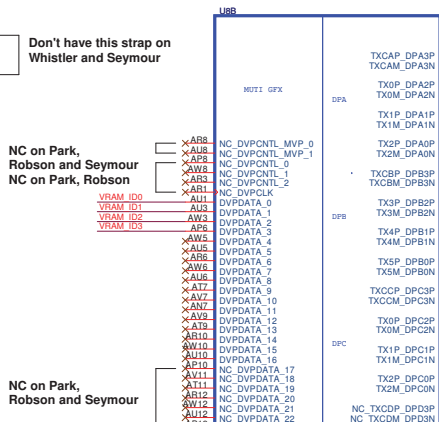 U8B
Don't have this strap on
Whistler and Seymour
MUTI GFX
DPA
TXCAP_DPA3P
TXCAM_DPA3N
TX0P_DPA2P
TX0M_DPA2N
TX1P_DPA1P
TX1M_DPA1N
TX2P_DPA0P
TX2M_DPA0N
NC on Park,
Robson and Seymour
NC on Park, Robson
AR8 NC_DVPCNTL_MVP_0
AU8 NC_DVPCNTL_MVP_1
AP8 NC_DVPCNTL_0
AW8 NC_DVPCNTL_1
AR3 NC_DVPCNTL_2
AR1 NC_DVPCLK
VRAM_ID0 AU1 DVPDATA_0
VRAM_ID1 AU3 DVPDATA_1
VRAM_ID2 AW3 DVPDATA_2
VRAM_ID3 AP6 DVPDATA_3
AW5 DVPDATA_4
AU5 DVPDATA_5
AR6 DVPDATA_6
AW6 DVPDATA_7
AU6 DVPDATA_8
AT7 DVPDATA_9
AV7 DVPDATA_10
AN7 DVPDATA_11
AV9 DVPDATA_12
AT9 DVPDATA_13
AR10 DVPDATA_14
AW10 DVPDATA_15
AU10 DVPDATA_16
AP10 NC_DVPDATA_17
AV11 NC_DVPDATA_18
AT11 NC_DVPDATA_19
AR12 NC_DVPDATA_20
AW12 NC_DVPDATA_21
AU12 NC_DVPDATA_22
NC on Park,
Robson and Seymour
DPB
TXCBP_DPB3P
TXCBM_DPB3N
TX3P_DPB2P
TX3M_DPB2N
TX4P_DPB1P
TX4M_DPB1N
TX5P_DPB0P
TX5M_DPB0N
DPC
TXCCP_DPC3P
TXCCM_DPC3N
TX0P_DPC2P
TX0M_DPC2N
TX1P_DPC1P
TX1M_DPC1N
TX2P_DPC0P
TX2M_DPC0N
NC_TXCDP_DPD3P
NC_TXCDM_DPD3N